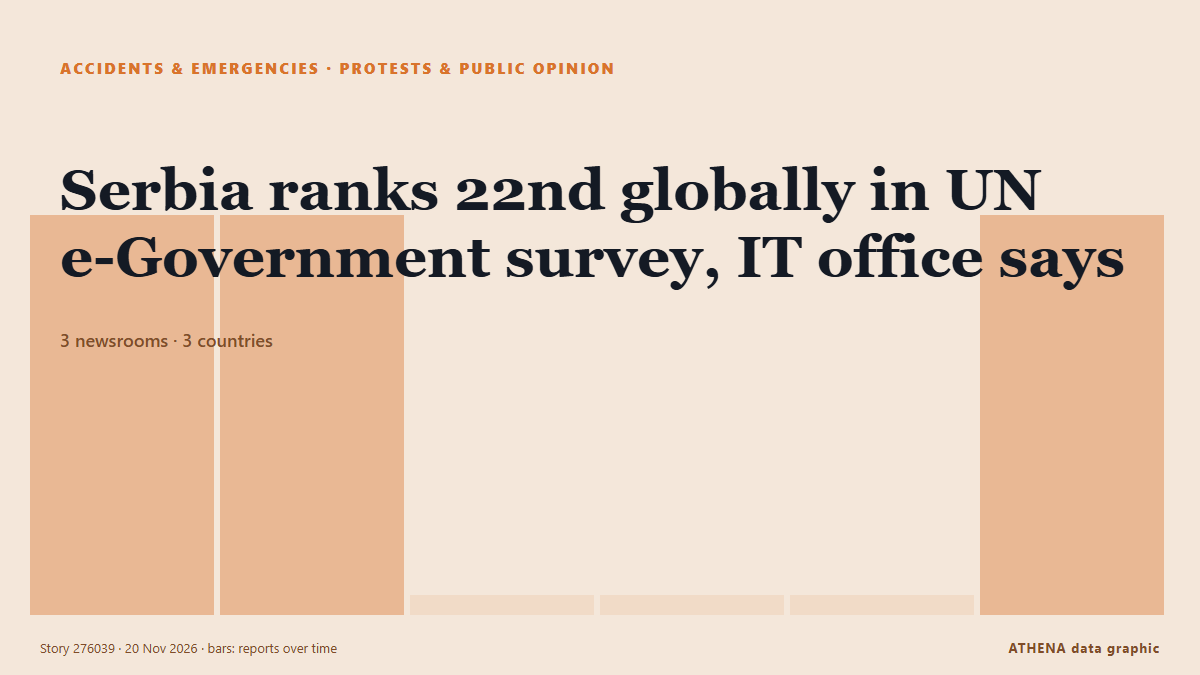 ACCIDENTS & EMERGENCIES · PROTESTS & PUBLIC OPINION
Serbia ranks 22nd globally in UN
e-Government survey, IT office says
3 newsrooms · 3 countries
Story 276039 · 20 Nov 2026 · bars: reports over time
ATHENA data graphic